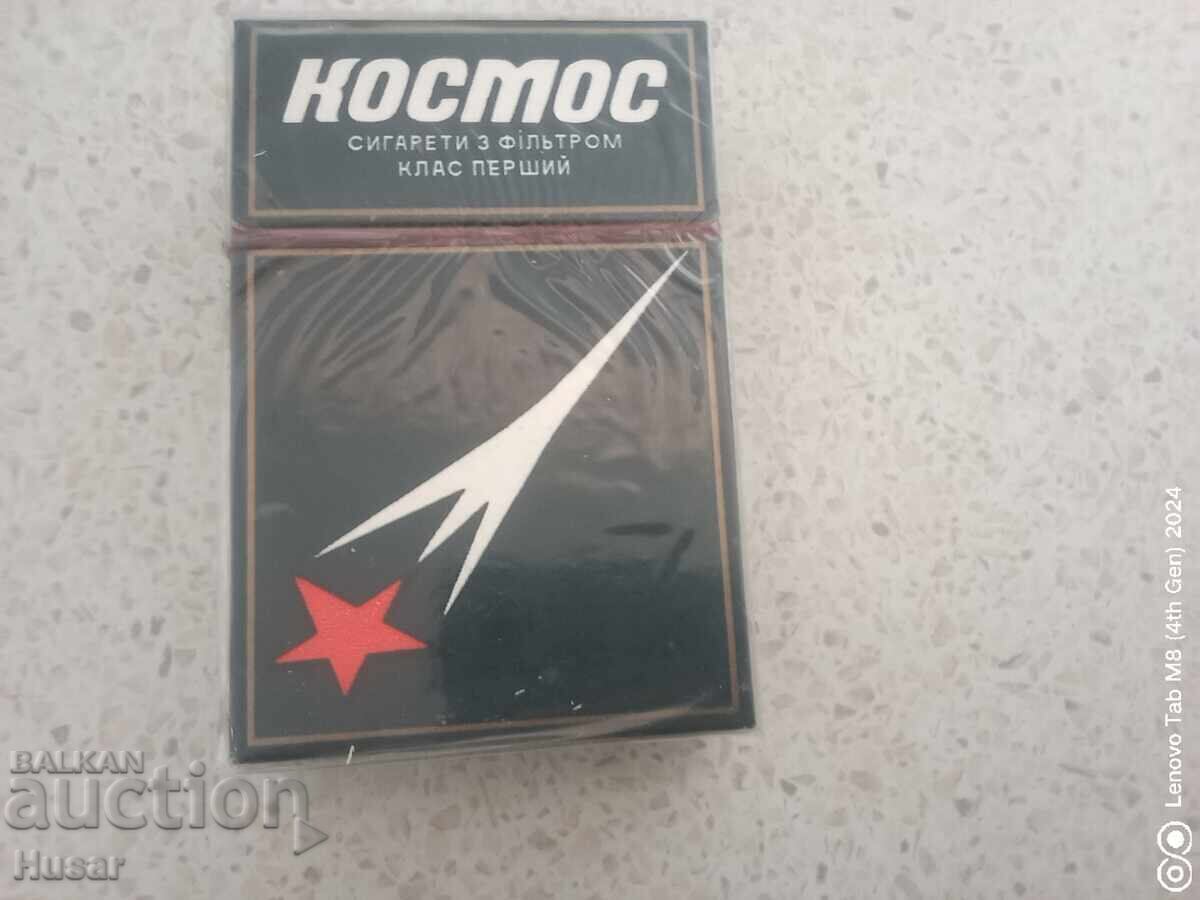 КОСМОС
СИГАРЕТИ З ФІЛЬТРОМ
КЛАС ПЕРШИЙ
BALKAN
auction
Husar
Lenovo Tab M8 (4th Gen) 2024